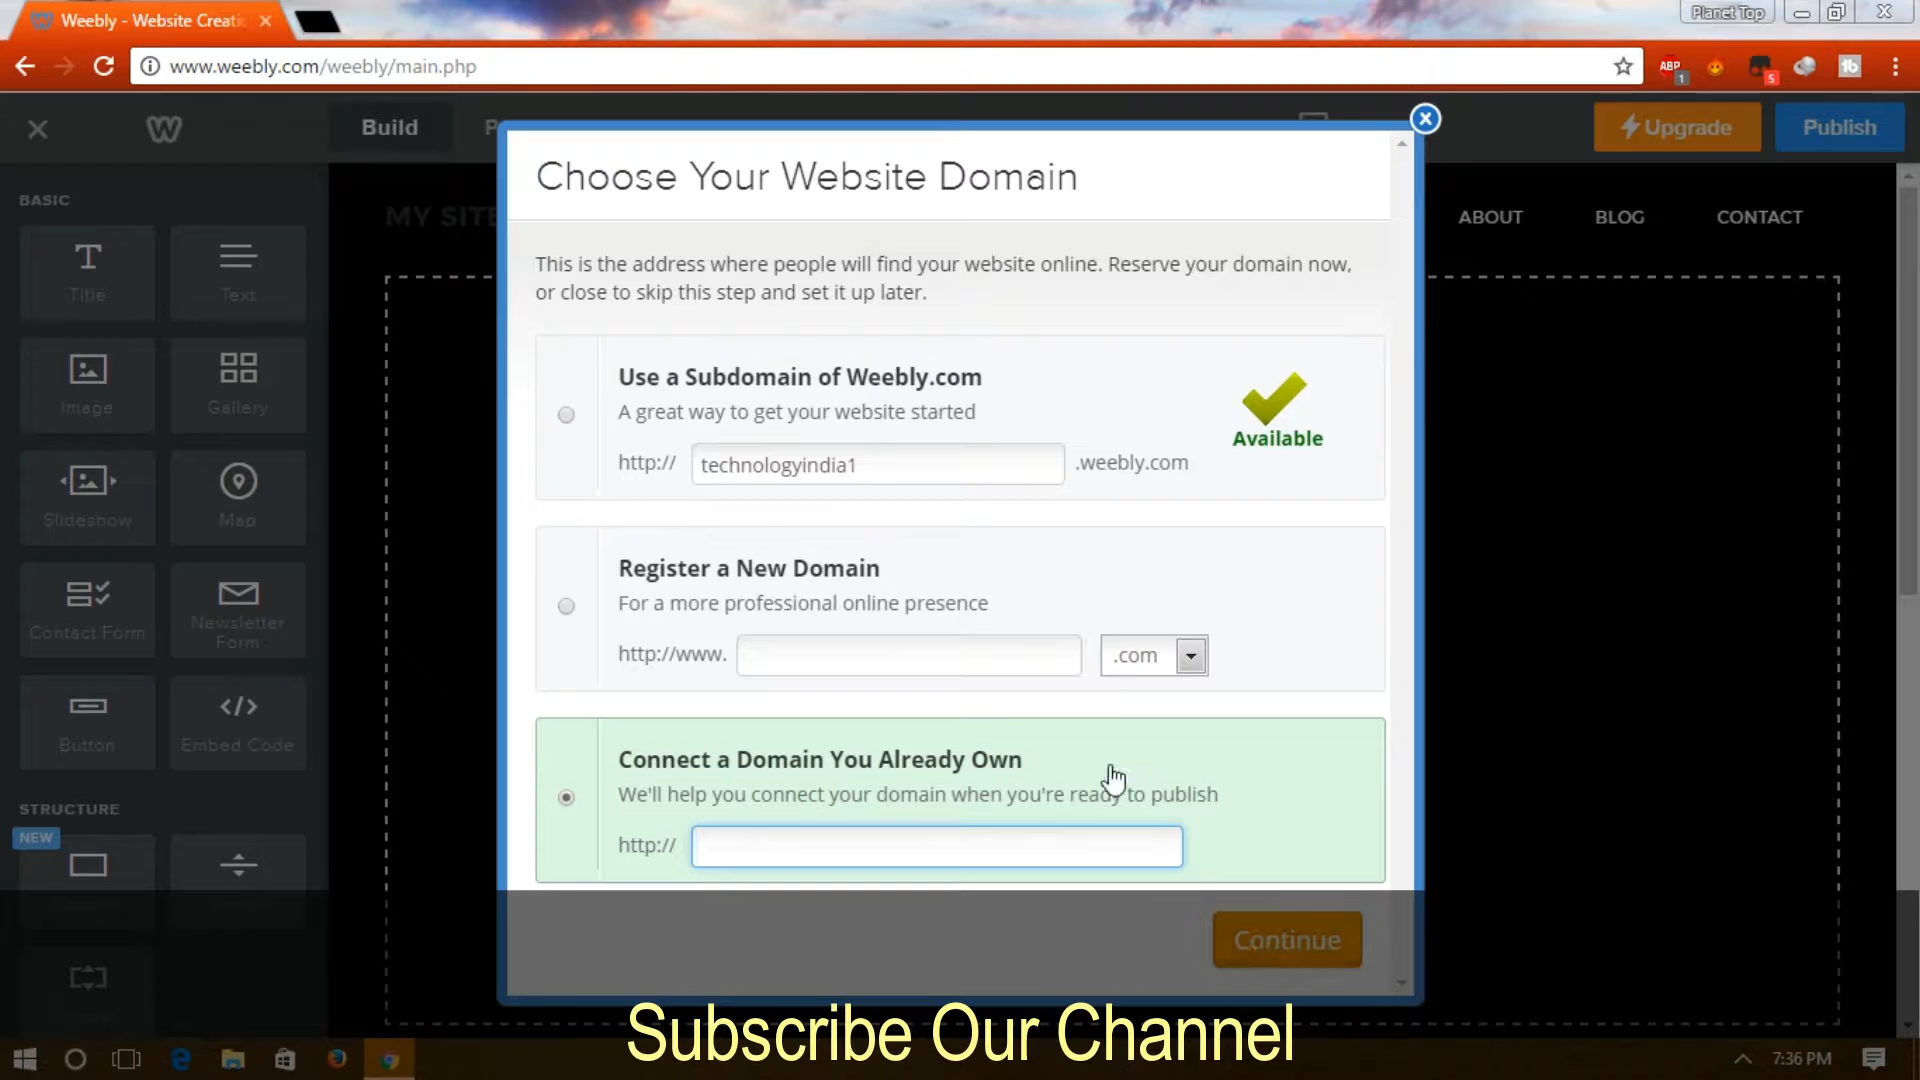 Weebly - Website Creati
Planet Top
www.weebly.com/weebly/main.php
ABP
1
5
Build
Upgrade
Publish
BASIC
Title
Text
Image
Gallery
Slideshow
Map
Contact Form
Newsletter
Form
Button
Embed Code
STRUCTURE
NEW
MY SITE
ABOUT
BLOG
CONTACT
Choose Your Website Domain
This is the address where people will find your website online. Reserve your domain now,
or close to skip this step and set it up later.
Use a Subdomain of Weebly.com
A great way to get your website started
http://
technologyindia1
.weebly.com
Available
Register a New Domain
For a more professional online presence
http://www.
.com
Connect a Domain You Already Own
We'll help you connect your domain when you're ready to publish
http://
Continue
Subscribe Our Channel
7:36 PM